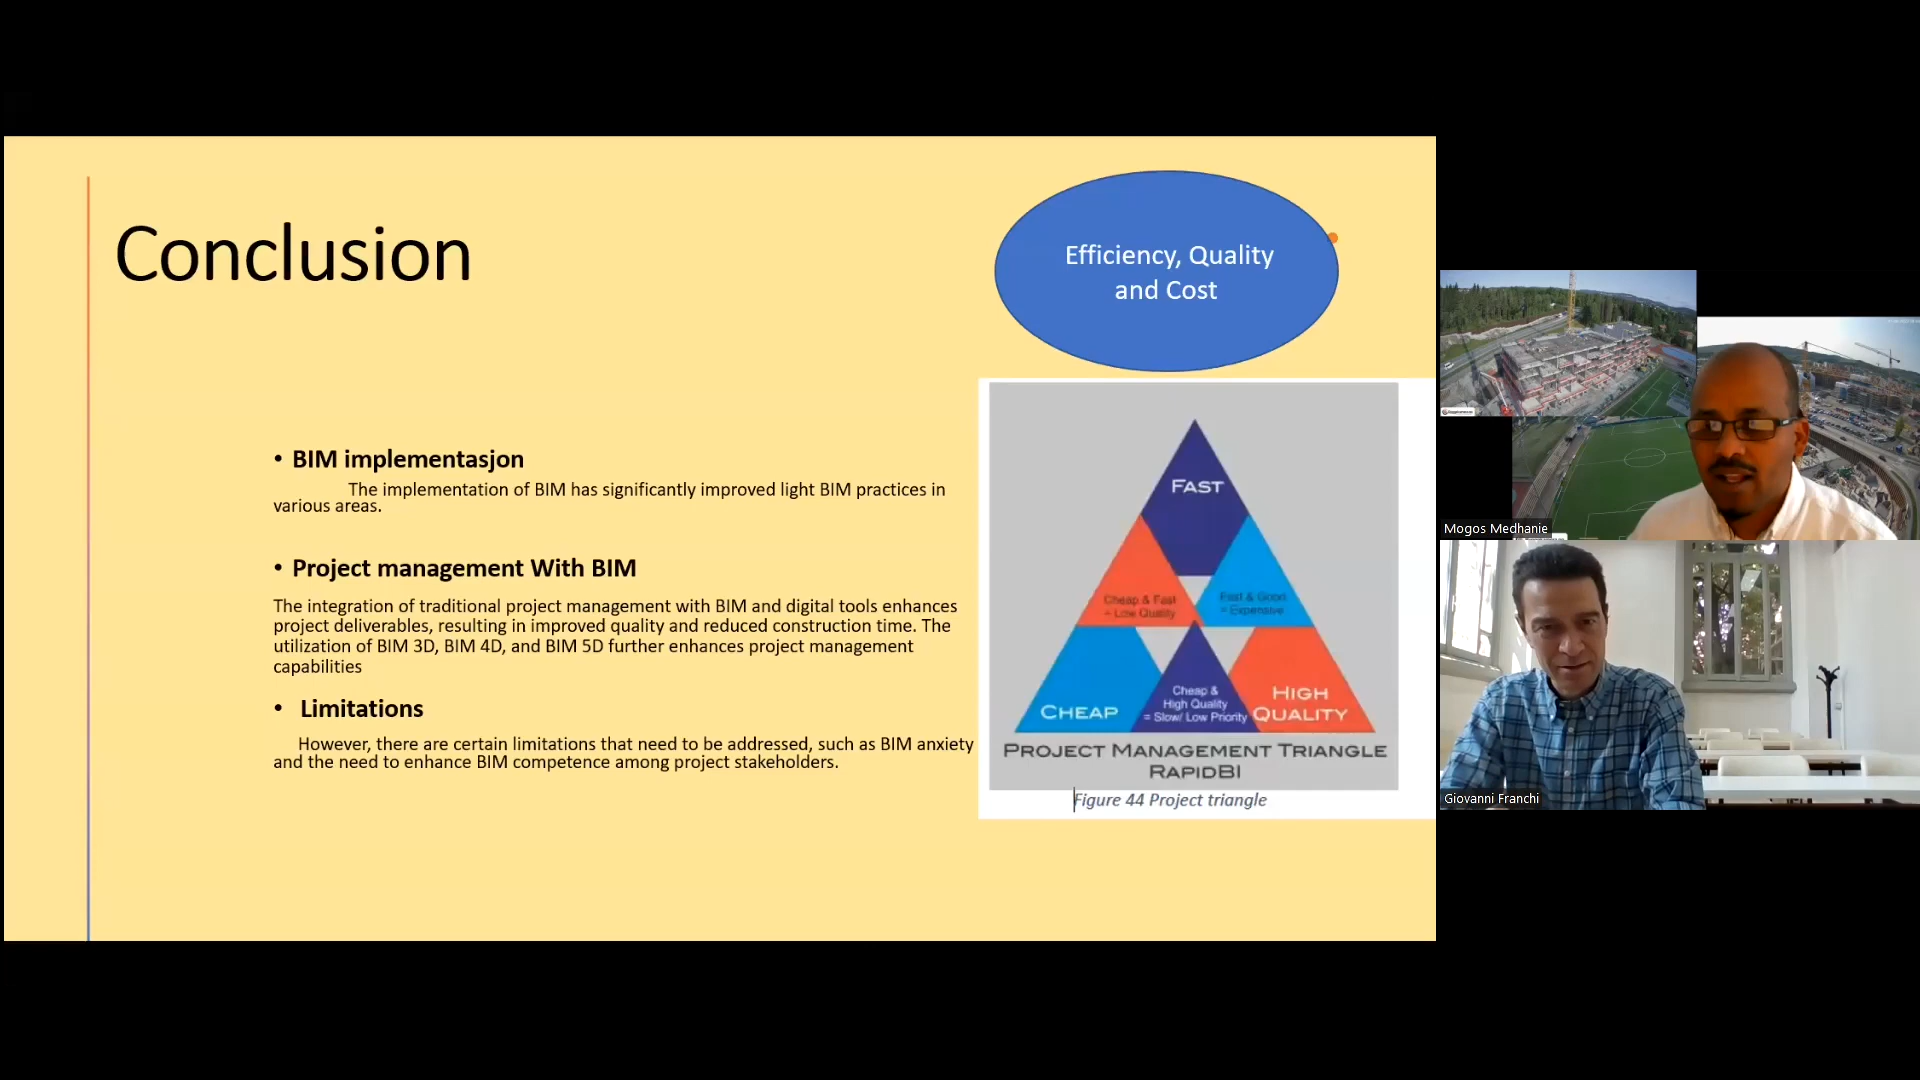 Conclusion
Efficiency, Quality
and Cost
• BIM implementasjon
The implementation of BIM has significantly improved light BIM practices in
various areas.
• Project management With BIM
The integration of traditional project management with BIM and digital tools enhances
project deliverables, resulting in improved quality and reduced construction time. The
utilization of BIM 3D, BIM 4D, and BIM 5D further enhances project management
capabilities
• Limitations
However, there are certain limitations that need to be addressed, such as BIM anxiety
and the need to enhance BIM competence among project stakeholders.
FAST
Cheap & Fast
= Low Quality
Fast & Good
= Expensive
CHEAP
Cheap &
High Quality
= Slow/ Low Priority
HIGH
QUALITY
PROJECT MANAGEMENT TRIANGLE
RAPIDBI
Figure 44 Project triangle
Mogos Medhanie
Giovanni Franchi